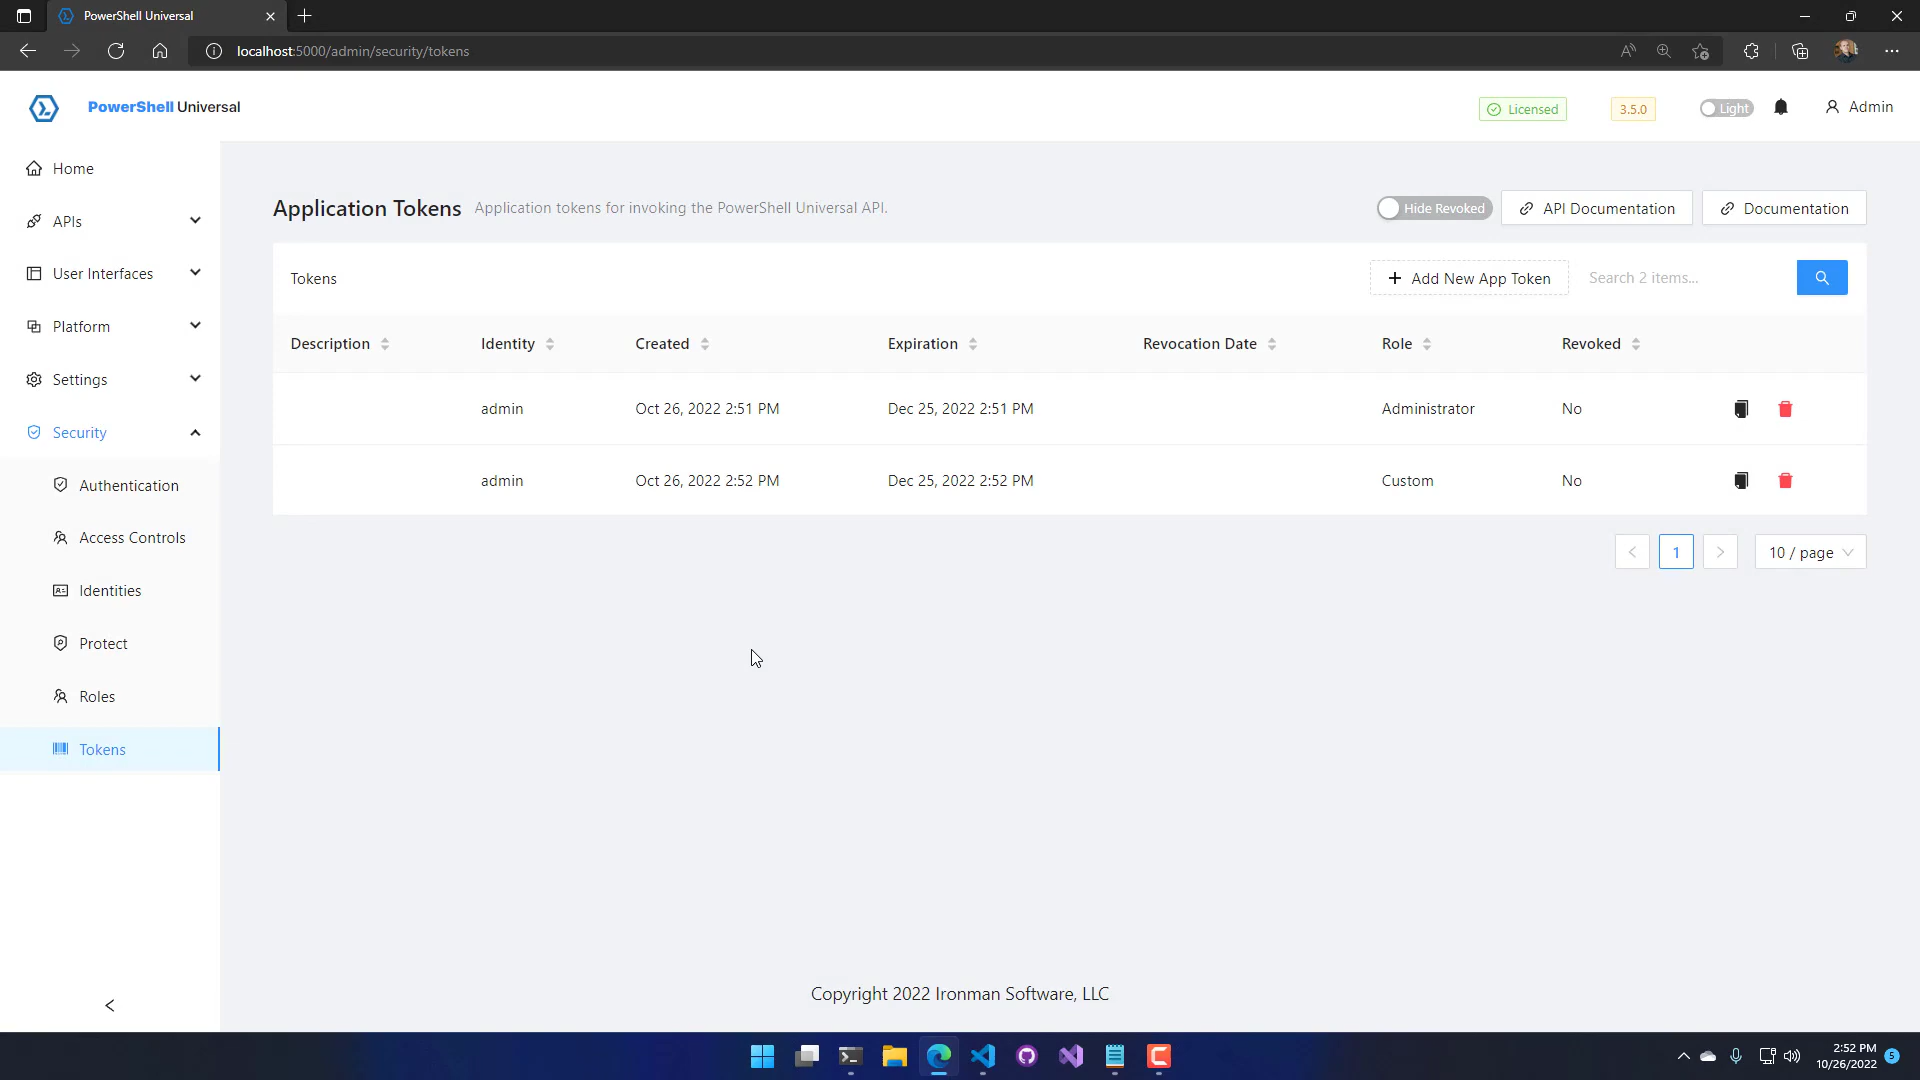 PowerShell Universal
localhost:5000/admin/security/tokens
PowerShell Universal
Licensed
3.5.0
Light
Admin
Home
APIs
User Interfaces
Platform
Settings
Security
Authentication
Access Controls
Identities
Protect
Roles
Tokens
Application Tokens Application tokens for invoking the PowerShell Universal API.
Hide Revoked
API Documentation
Documentation
Tokens
Add New App Token
Search 2 items...
Description Identity Created Expiration Revocation Date Role Revoked
admin Oct 26, 2022 2:51 PM Dec 25, 2022 2:51 PM Administrator No
admin Oct 26, 2022 2:52 PM Dec 25, 2022 2:52 PM Custom No
1
10 / page
Copyright 2022 Ironman Software, LLC
2:52 PM
10/26/2022
5